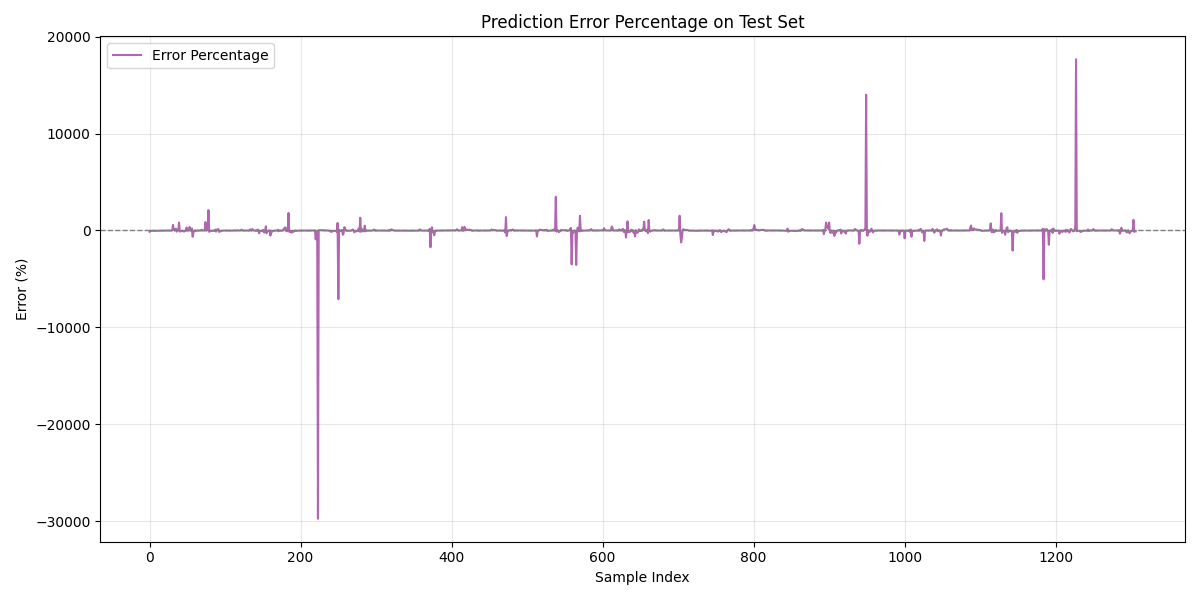 Prediction Error Percentage on Test Set
Error Percentage
20000
10000
0
−10000
−20000
−30000
Error (%)
0 200 400 600 800 1000 1200
Sample Index